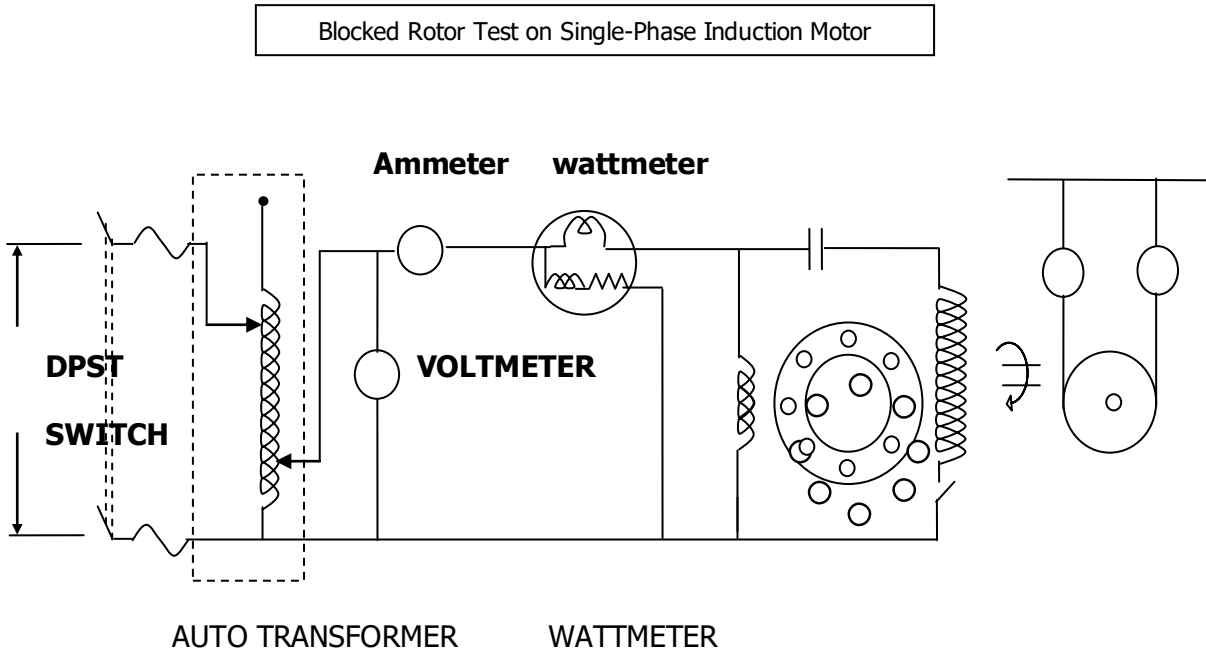 Blocked Rotor Test on Single-Phase Induction Motor
Ammeter wattmeter
DPST
VOLTMETER
SWITCH
AUTO TRANSFORMER WATTMETER